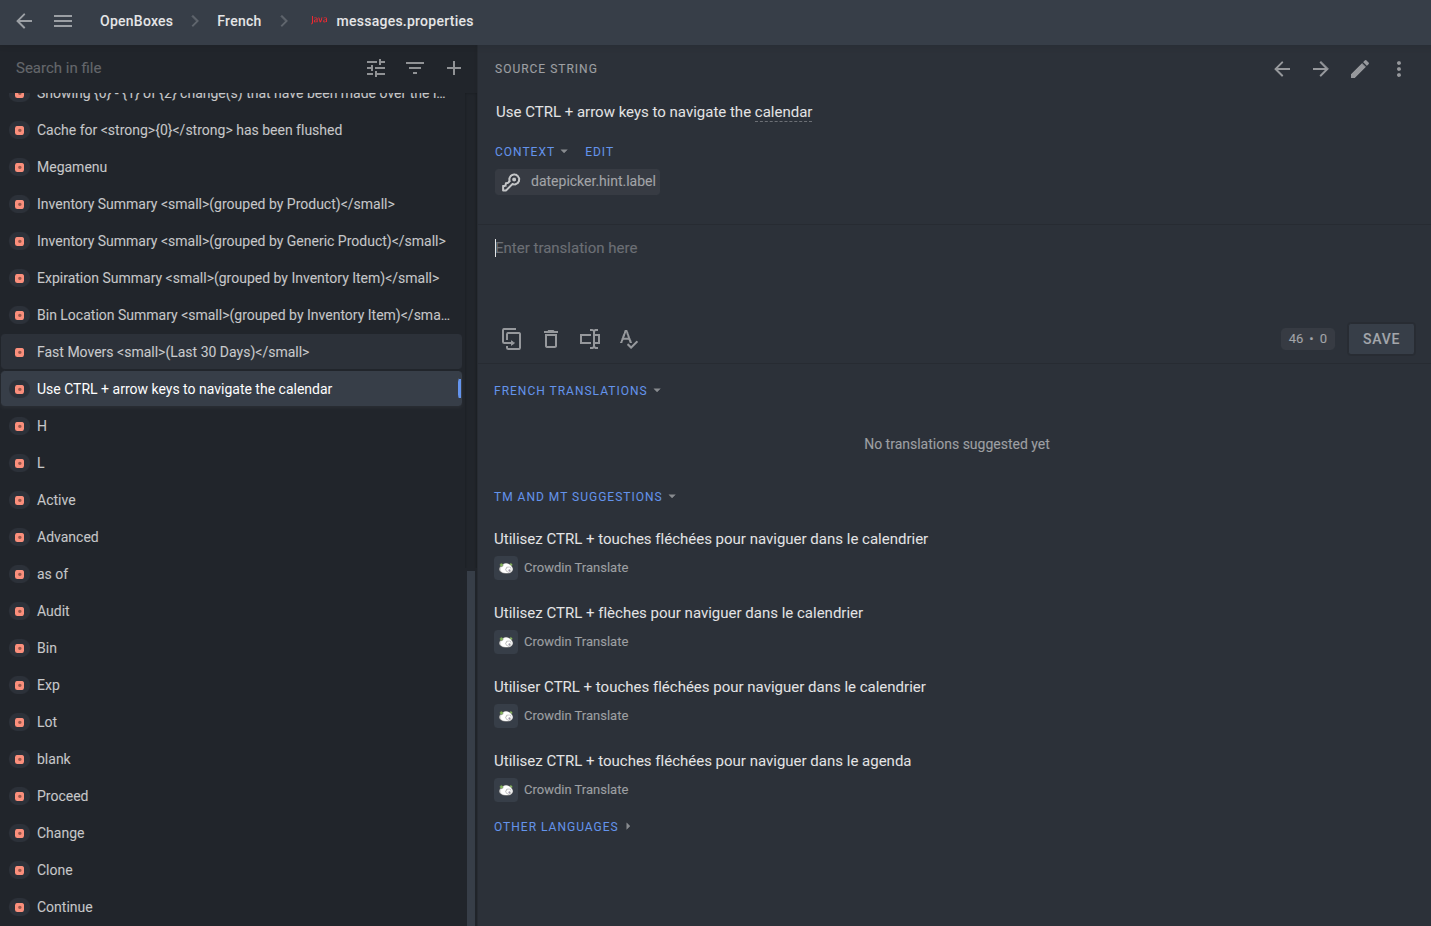 OpenBoxes
French
Java
messages.properties
Search in file
Showing {0} - {1} of {2} change(s) that have been made over the l...
Cache for <strong>{0}</strong> has been flushed
Megamenu
Inventory Summary <small>(grouped by Product)</small>
Inventory Summary <small>(grouped by Generic Product)</small>
Expiration Summary <small>(grouped by Inventory Item)</small>
Bin Location Summary <small>(grouped by Inventory Item)</sma...
Fast Movers <small>(Last 30 Days)</small>
Use CTRL + arrow keys to navigate the calendar
H
L
Active
Advanced
as of
Audit
Bin
Exp
Lot
blank
Proceed
Change
Clone
Continue
SOURCE STRING
Use CTRL + arrow keys to navigate the calendar
CONTEXT
EDIT
datepicker.hint.label
Enter translation here
46 • 0
SAVE
FRENCH TRANSLATIONS
No translations suggested yet
TM AND MT SUGGESTIONS
Utilisez CTRL + touches fléchées pour naviguer dans le calendrier
Crowdin Translate
Utilisez CTRL + flèches pour naviguer dans le calendrier
Crowdin Translate
Utiliser CTRL + touches fléchées pour naviguer dans le calendrier
Crowdin Translate
Utilisez CTRL + touches fléchées pour naviguer dans le agenda
Crowdin Translate
OTHER LANGUAGES